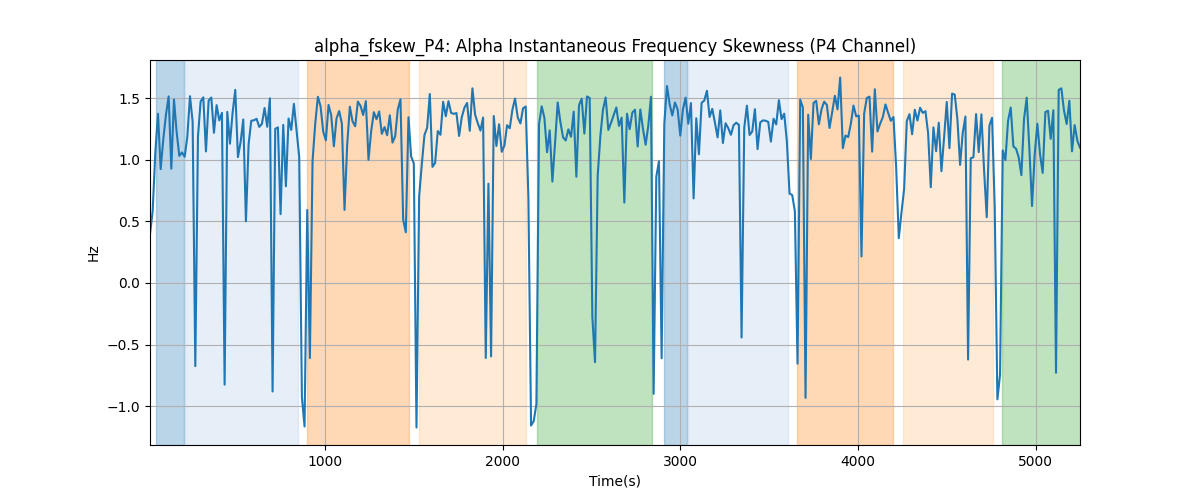 alpha_fskew_P4: Alpha Instantaneous Frequency Skewness (P4 Channel)
Hz
1.5
1.0
0.5
0.0
−0.5
−1.0
1000 2000 3000 4000 5000
Time(s)